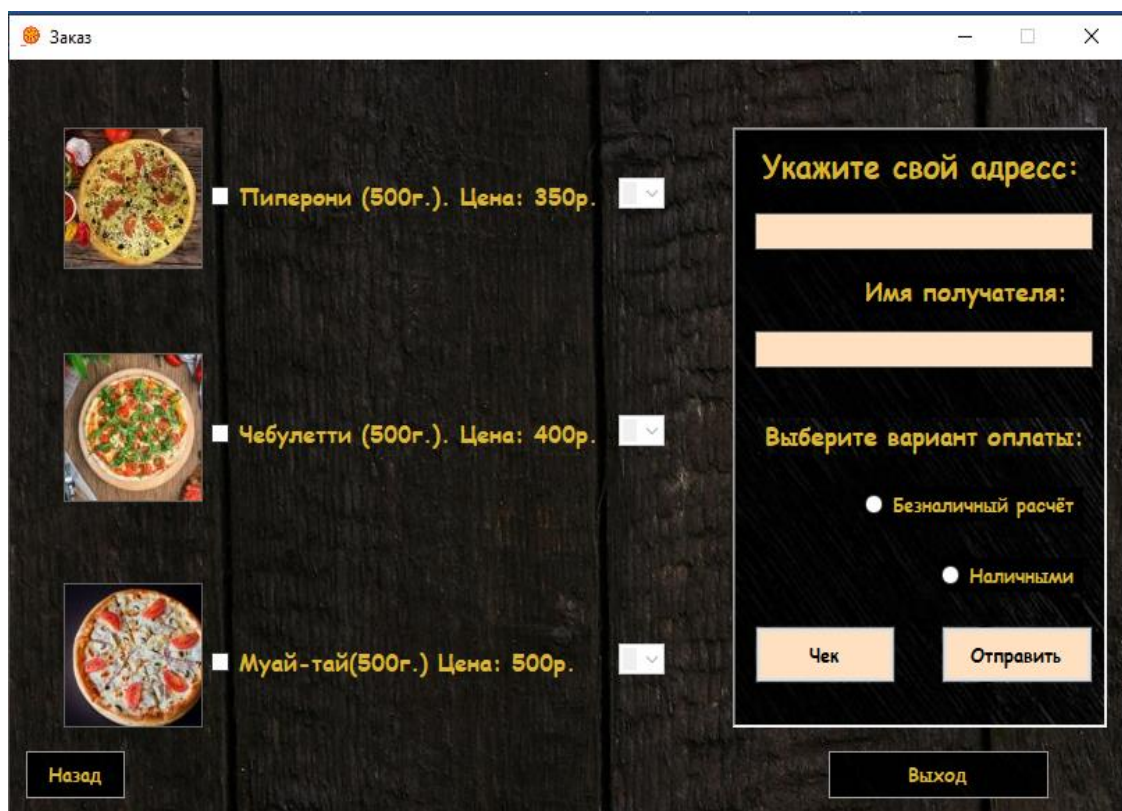 Заказ
Пиперони (500г.). Цена: 350р.
Чебулетти (500г.). Цена: 400р.
Муай-тай(500г.) Цена: 500р.
Укажите свой адресс:
Имя получателя:
Выберите вариант оплаты:
Безналичный расчёт
Наличными
Чек
Отправить
Назад
Выход